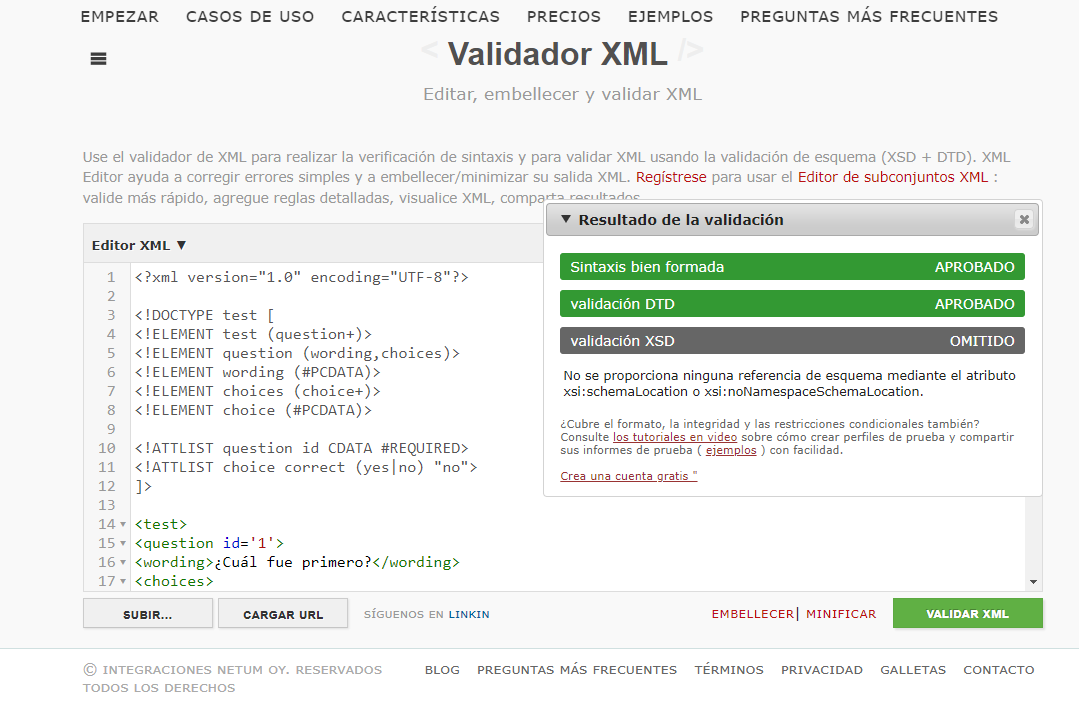 EMPEZAR CASOS DE USO CARACTERÍSTICAS PRECIOS EJEMPLOS PREGUNTAS MÁS FRECUENTES
< Validador XML />
Editar, embellecer y validar XML
Use el validador de XML para realizar la verificación de sintaxis y para validar XML usando la validación de esquema (XSD + DTD). XML
Editor ayuda a corregir errores simples y a embellecer/minimizar su salida XML. Regístrese para usar el Editor de subconjuntos XML :
valide más rápido, agregue reglas detalladas, visualice XML, comparta resultados.
Editor XML ▼
1 <?xml version="1.0" encoding="UTF-8"?>
2
3 <!DOCTYPE test [
4 <!ELEMENT test (question+)>
5 <!ELEMENT question (wording,choices)>
6 <!ELEMENT wording (#PCDATA)>
7 <!ELEMENT choices (choice+)>
8 <!ELEMENT choice (#PCDATA)>
9
10 <!ATTLIST question id CDATA #REQUIRED>
11 <!ATTLIST choice correct (yes|no) "no">
12 ]>
13
14 <test>
15 <question id='1'>
16 <wording>¿Cuál fue primero?</wording>
17 <choices>
▼ Resultado de la validación
Sintaxis bien formada APROBADO
validación DTD APROBADO
validación XSD OMITIDO
No se proporciona ninguna referencia de esquema mediante el atributo
xsi:schemaLocation o xsi:noNamespaceSchemaLocation.
¿Cubre el formato, la integridad y las restricciones condicionales también?
Consulte los tutoriales en video sobre cómo crear perfiles de prueba y compartir
sus informes de prueba ( ejemplos ) con facilidad.
Crea una cuenta gratis "
SUBIR... CARGAR URL SÍGUENOS EN LINKIN EMBELLECER| MINIFICAR VALIDAR XML
© INTEGRACIONES NETUM OY. RESERVADOS
TODOS LOS DERECHOS
BLOG PREGUNTAS MÁS FRECUENTES TÉRMINOS PRIVACIDAD GALLETAS CONTACTO